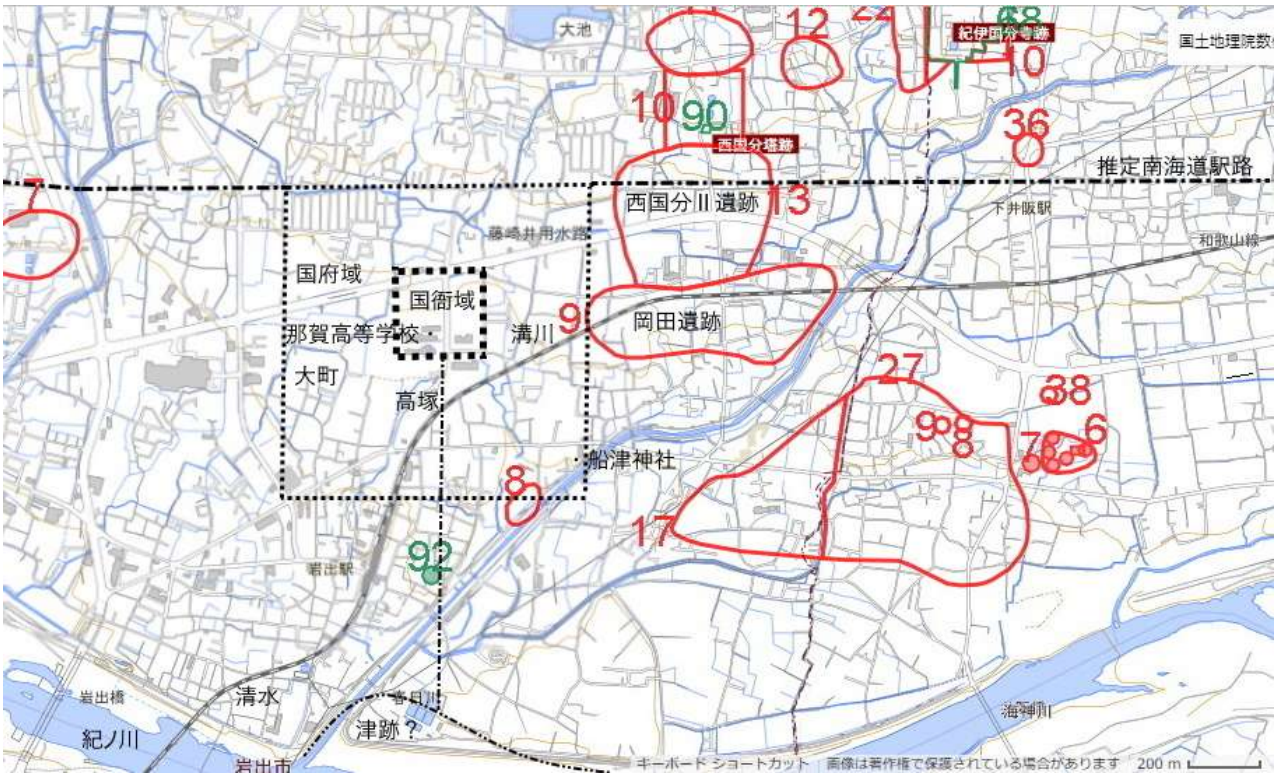 大池
12
22
68
紀伊国分寺跡
国土地理院数
10
10
90
西国分塔跡
36
推定南海道駅路
7
西国分Ⅱ遺跡
13
下井阪駅
藤崎井用水路
和歌山線
国府域
国衙域
9
岡田遺跡
那賀高等学校
溝川
大町
高塚
27
38
9
8
7
6
船津神社
8
17
92
岩出駅
清水
岩出橋
春日川
津跡？
海神川
紀ノ川
岩出市
キーボード ショートカット
画像は著作権で保護されている場合があります
200 m